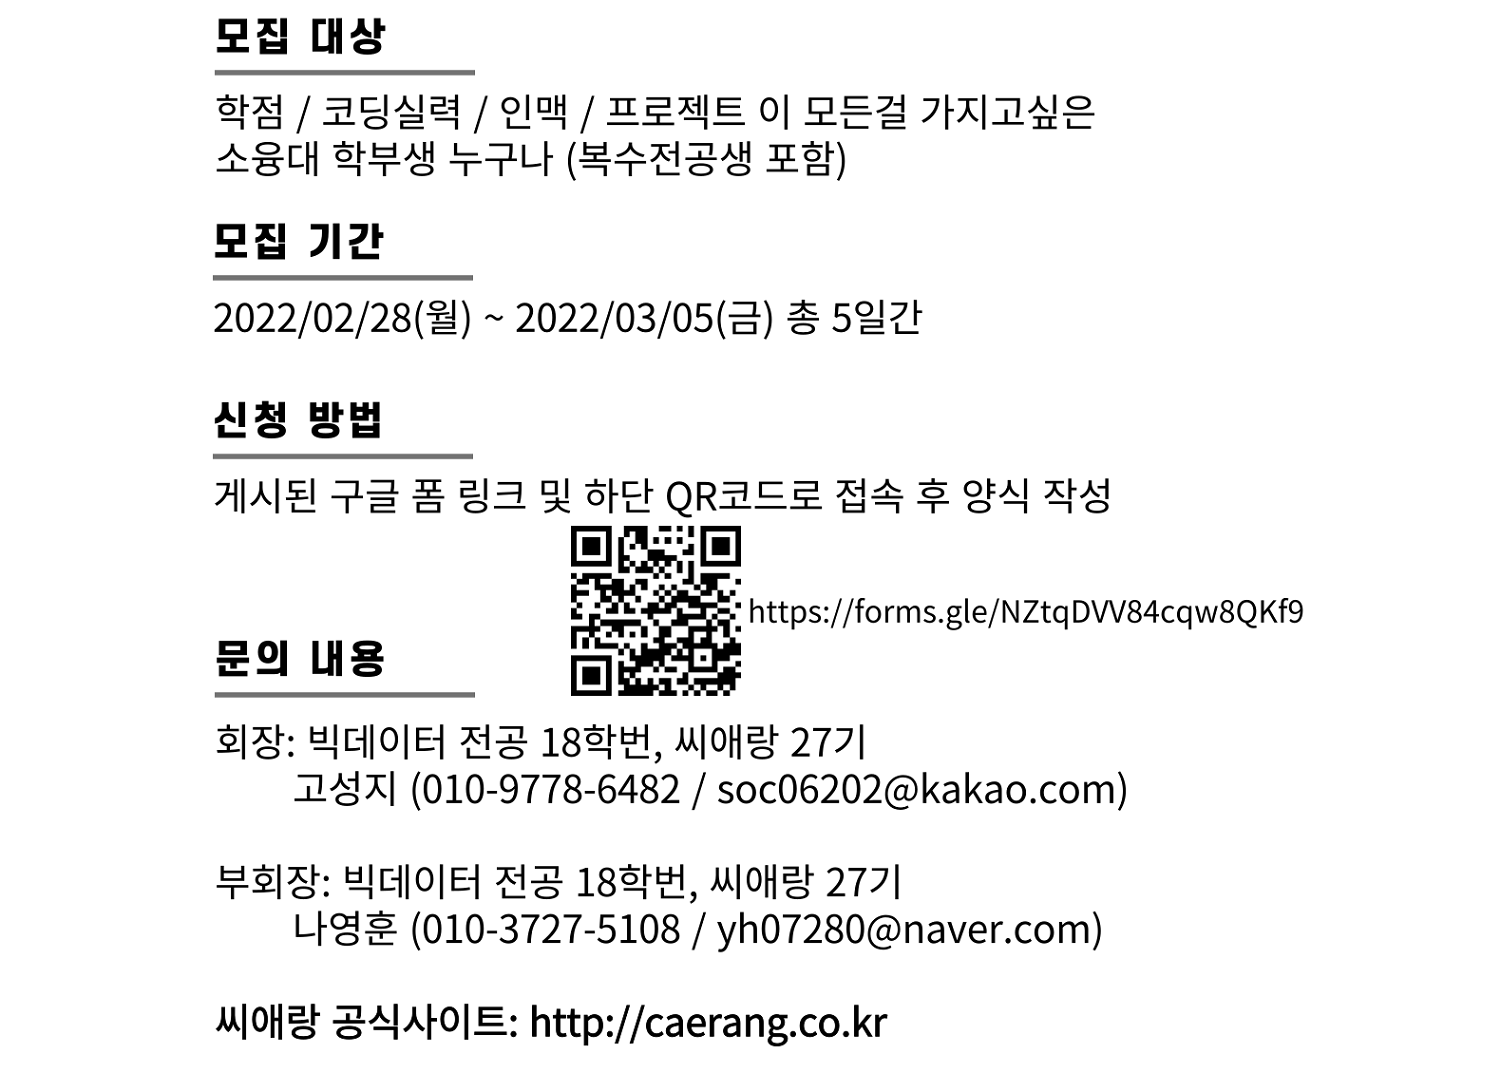 모집 대상
학점 / 코딩실력 / 인맥 / 프로젝트 이 모든걸 가지고싶은
소융대 학부생 누구나 (복수전공생 포함)
모집 기간
2022/02/28(월) ~ 2022/03/05(금) 총 5일간
신청 방법
게시된 구글 폼 링크 및 하단 QR코드로 접속 후 양식 작성
https://forms.gle/NZtqDVV84cqw8QKf9
문의 내용
회장: 빅데이터 전공 18학번, 씨애랑 27기
고성지 (010-9778-6482 / soc06202@kakao.com)
부회장: 빅데이터 전공 18학번, 씨애랑 27기
나영훈 (010-3727-5108 / yh07280@naver.com)
씨애랑 공식사이트: http://caerang.co.kr